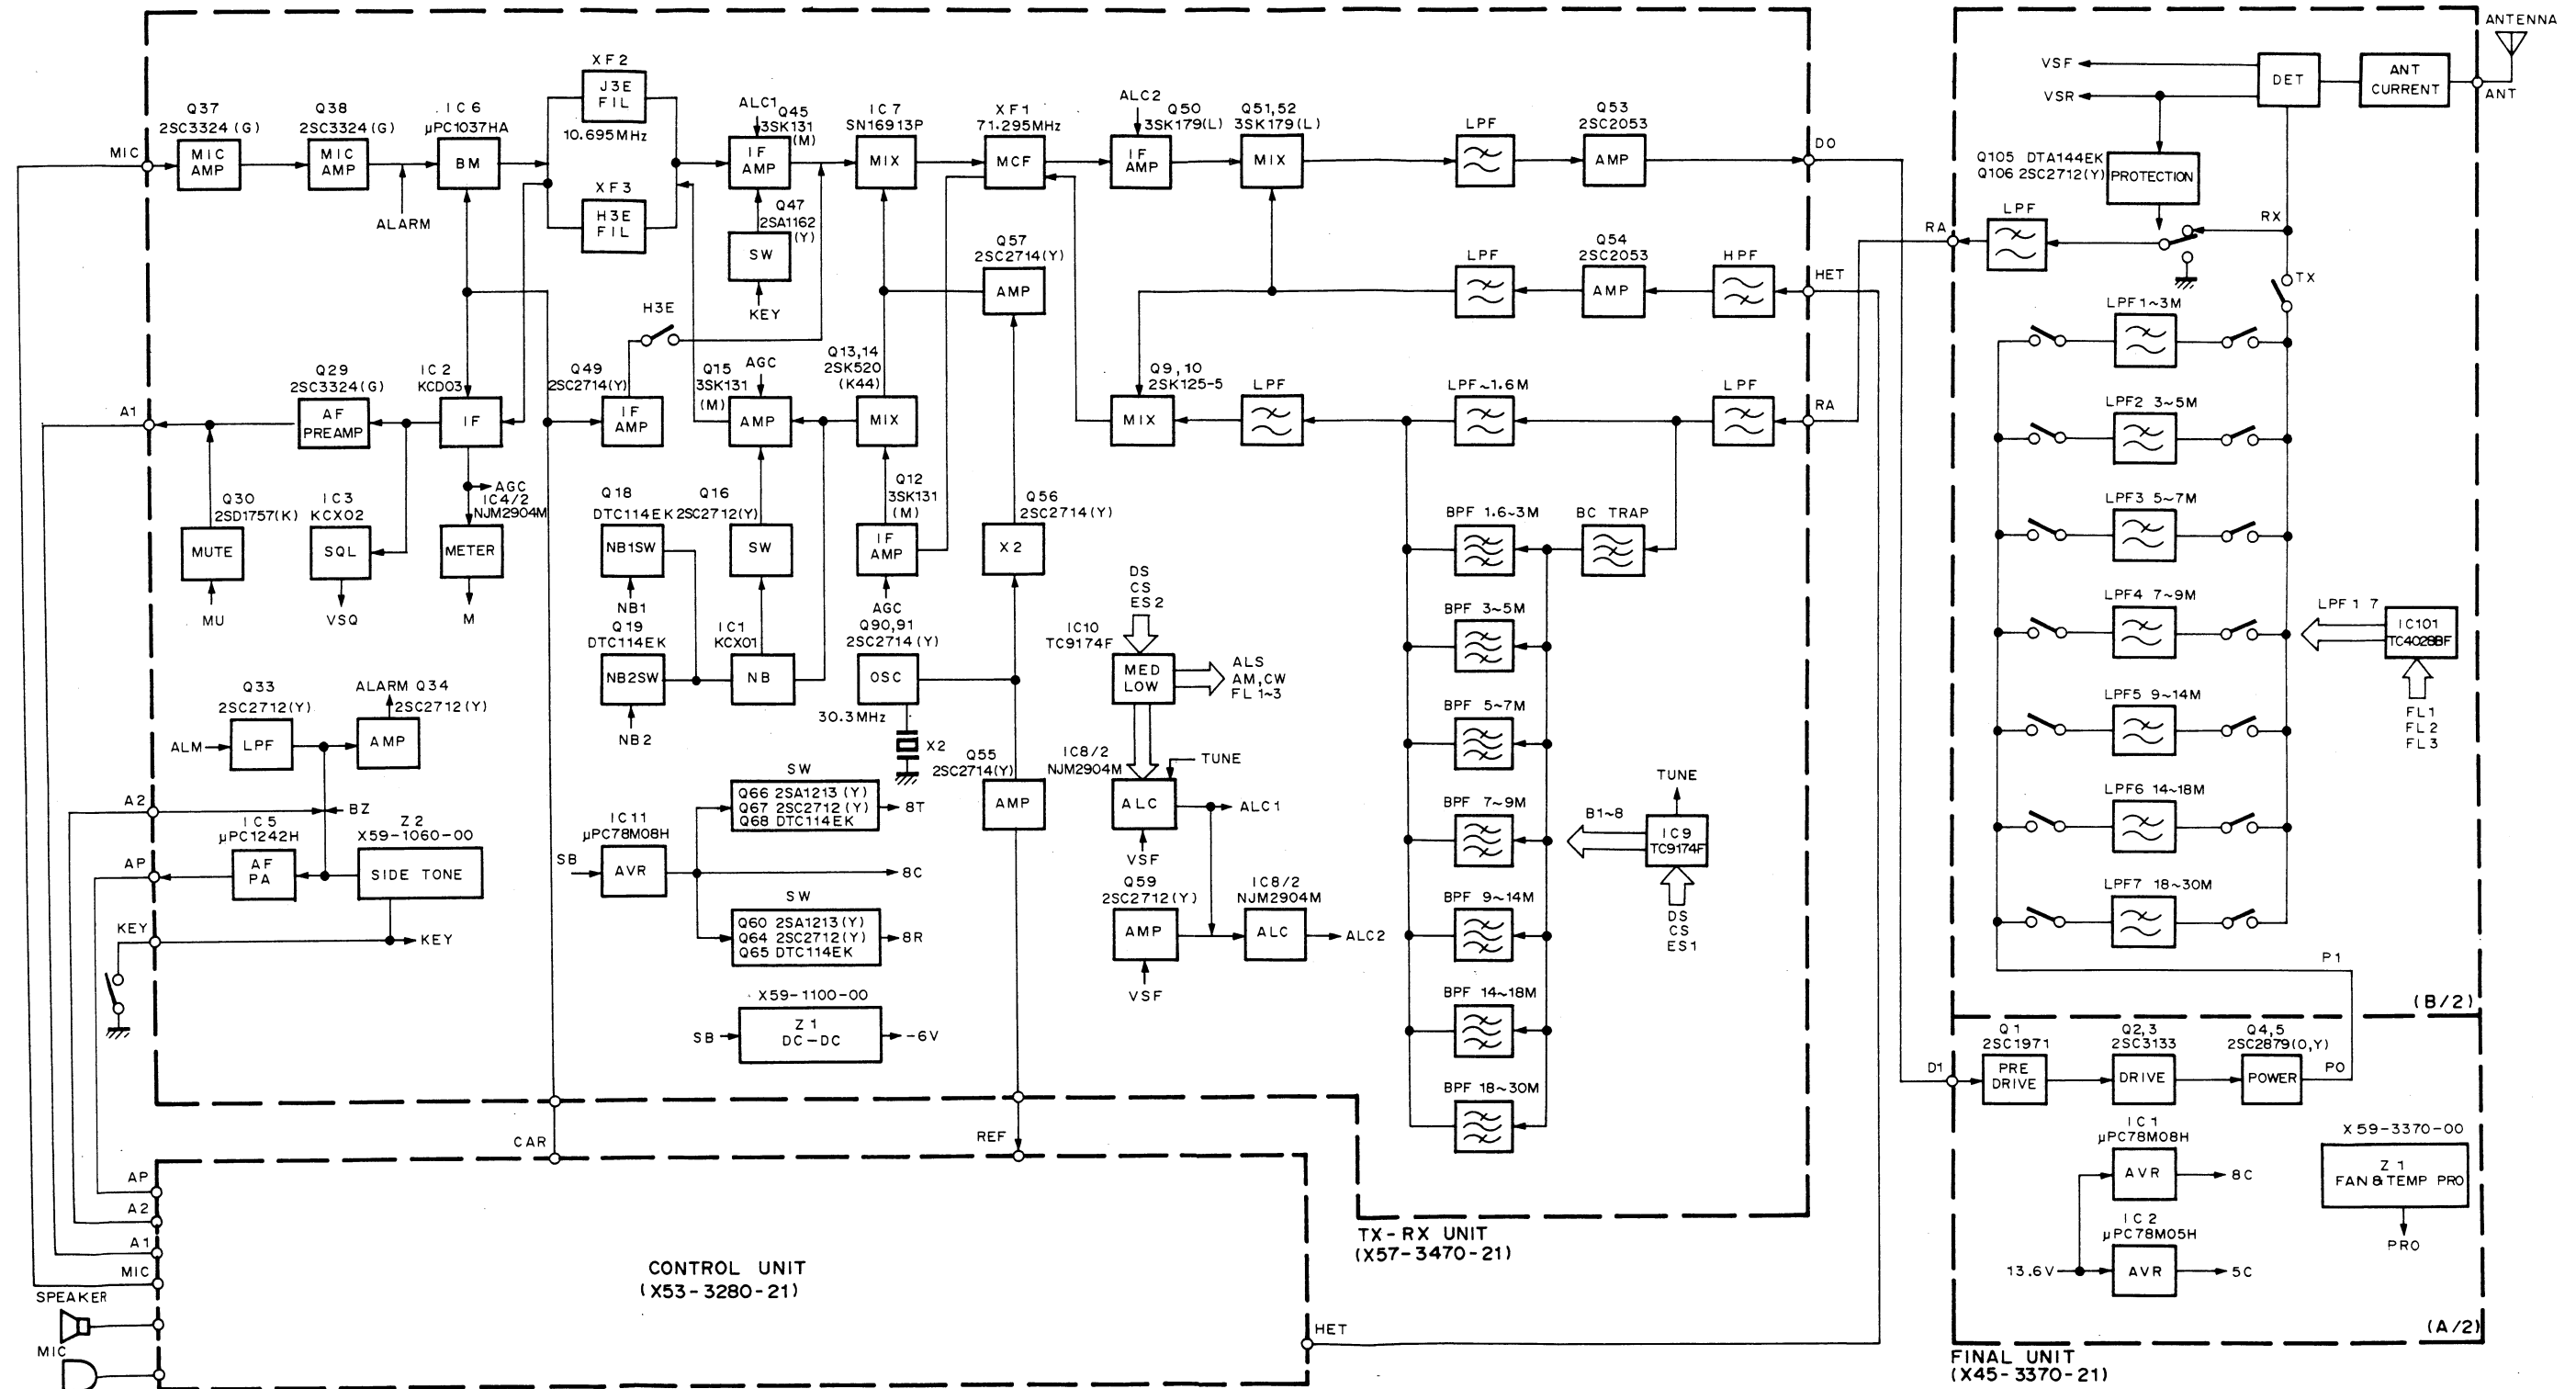 XF2
J3E
FIL
10.695MHz
XF3
H3E
FIL
Q37
2SC3324 (G)
MIC
AMP
Q38
2SC3324 (G)
MIC
AMP
ALARM
IC6
µPC1037HA
BM
ALC1
Q45
3SK131
(M)
IF
AMP
Q47
2SA1162
(Y)
SW
KEY
IC7
SN16913P
MIX
XF1
71.295MHz
MCF
ALC2
Q50
3SK179(L)
IF
AMP
Q51,52
3SK179(L)
MIX
LPF
Q53
2SC2053
AMP
DO
MIC
Q57
2SC2714(Y)
AMP
LPF
Q54
2SC2053
AMP
HPF
HET
H3E
A1
Q29
2SC3324(G)
AF
PREAMP
IC2
KCD03
IF
Q49
2SC2714(Y)
IF
AMP
Q15
3SK131
(M)
AGC
AMP
Q13,14
2SK520
(K44)
MIX
Q9,10
2SK125-5
MIX
LPF
LPF~1.6M
LPF
RA
Q30
2SD1757(K)
MUTE
MU
IC3
KCX02
SQL
VSQ
AGC
IC4/2
NJM2904M
METER
M
Q18
DTC114EK
NB1SW
NB1
Q16
2SC2712(Y)
SW
Q12
3SK131
(M)
IF
AMP
AGC
Q56
2SC2714(Y)
X2
Q19
DTC114EK
NB2SW
NB2
IC1
KCX01
NB
Q90,91
2SC2714(Y)
OSC
30.3MHz
X2
DS
CS
ES2
IC10
TC9174F
MED
LOW
ALS
AM,CW
FL1~3
BPF 1.6~3M
BC TRAP
BPF 3~5M
BPF 5~7M
BPF 7~9M
BPF 9~14M
BPF 14~18M
BPF 18~30M
TUNE
B1~8
IC9
TC9174F
DS
CS
ES1
Q33
2SC2712(Y)
ALM
LPF
ALARM
Q34
2SC2712(Y)
AMP
A2
BZ
IC5
µPC1242H
AF
PA
AP
Z2
X59-1060-00
SIDE TONE
KEY
KEY
SW
Q66 2SA1213 (Y)
Q67 2SC2712 (Y)
Q68 DTC114EK
8T
SB
IC11
µPC78M08H
AVR
8C
SW
Q60 2SA1213(Y)
Q64 2SC2712(Y)
Q65 DTC114EK
8R
X59-1100-00
SB
Z1
DC-DC
-6V
Q55
2SC2714(Y)
AMP
IC8/2
NJM2904M
TUNE
ALC
ALC1
VSF
Q59
2SC2712(Y)
AMP
VSF
IC8/2
NJM2904M
ALC
ALC2
CAR
REF
TX-RX UNIT
(X57-3470-21)
AP
A2
A1
MIC
SPEAKER
MIC
CONTROL UNIT
(X53-3280-21)
HET
ANTENNA
ANT
VSF
VSR
DET
ANT
CURRENT
Q105 DTA144EK
Q106 2SC2712(Y)
PROTECTION
RA
LPF
RX
TX
LPF1~3M
LPF2 3~5M
LPF3 5~7M
LPF4 7~9M
LPF5 9~14M
LPF6 14~18M
LPF7 18~30M
LPF1 7
IC101
TC4028BF
FL1
FL2
FL3
P1
(B/2)
D1
Q1
2SC1971
PRE
DRIVE
Q2,3
2SC3133
DRIVE
Q4,5
2SC2879(O,Y)
POWER
PO
IC1
µPC78M08H
AVR
8C
IC2
µPC78M05H
13.6V
AVR
5C
X59-3370-00
Z1
FAN & TEMP PRO
PRO
(A/2)
FINAL UNIT
(X45-3370-21)